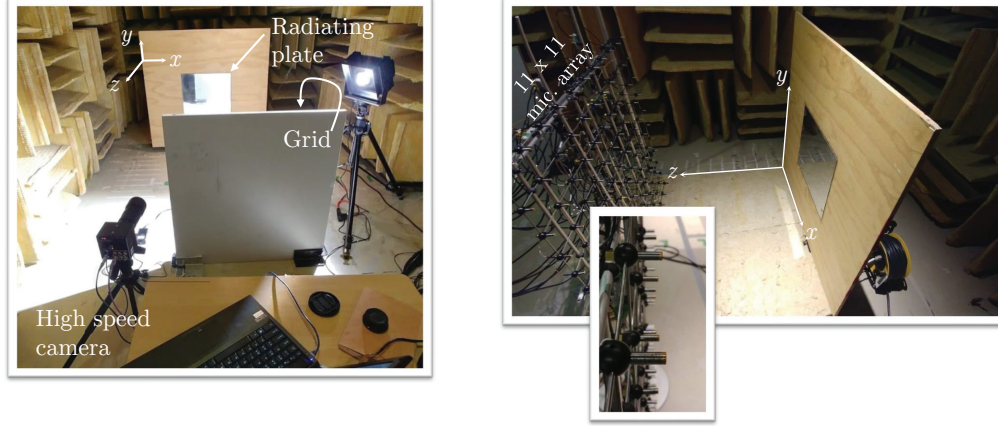 y
x
z
Radiating
plate
Grid
High speed
camera
11 x 11
mic. array
y
z
x